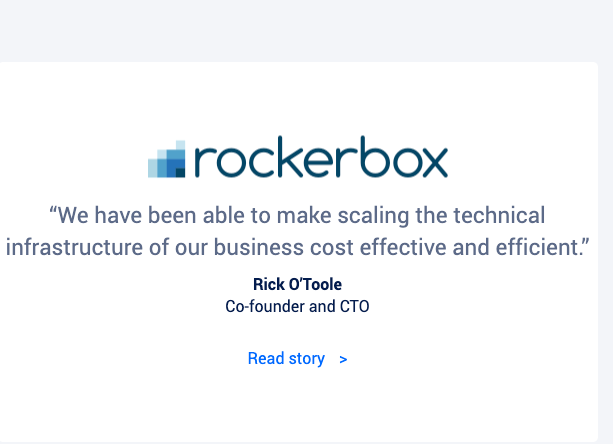 rockerbox
“We have been able to make scaling the technical
infrastructure of our business cost effective and efficient.”
Rick O’Toole
Co-founder and CTO
Read story >